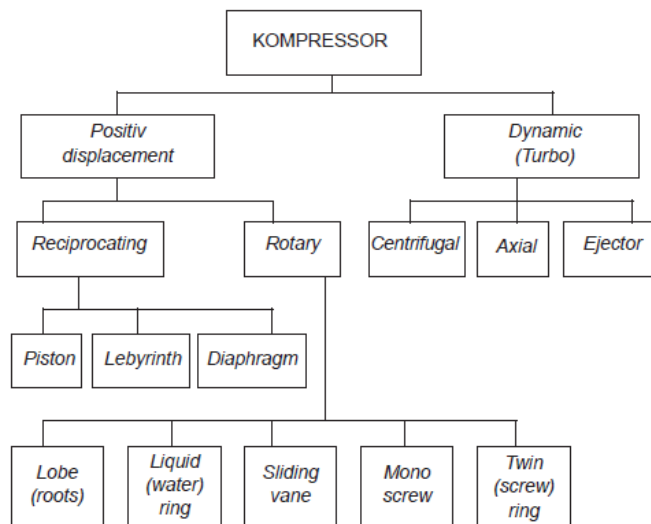 KOMPRESSOR
Positiv
displacement
Dynamic
(Turbo)
Reciprocating
Rotary
Centrifugal
Axial
Ejector
Piston
Lebyrinth
Diaphragm
Lobe
(roots)
Liquid
(water)
ring
Sliding
vane
Mono
screw
Twin
(screw)
ring